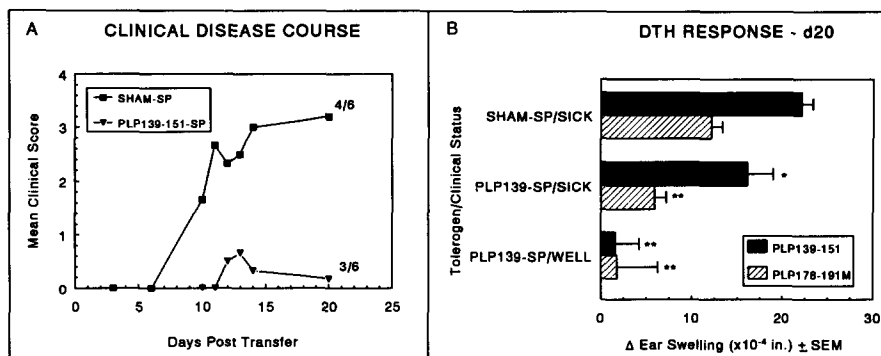 A
CLINICAL DISEASE COURSE
4
3
2
1
0
Mean Clinical Score
SHAM-SP
PLP139-151-SP
4/6
3/6
0 5 10 15 20 25
Days Post Transfer
B
DTH RESPONSE - d20
Tolerogen/Clinical Status
SHAM-SP/SICK
PLP139-SP/SICK
*
**
PLP139-SP/WELL
**
**
PLP139-151
PLP178-191M
0 10 20 30
Δ Ear Swelling (x10⁻⁴ in.) ± SEM